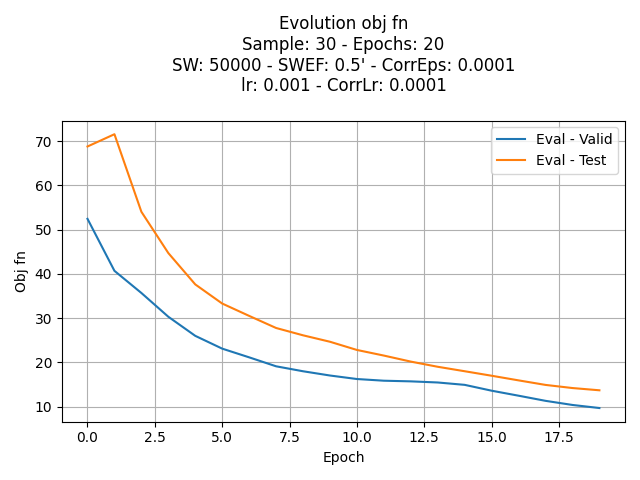 Evolution obj fn
Sample: 30 - Epochs: 20
SW: 50000 - SWEF: 0.5' - CorrEps: 0.0001
lr: 0.001 - CorrLr: 0.0001
Eval - Valid
Eval - Test
Obj fn
70
60
50
40
30
20
10
0.0 2.5 5.0 7.5 10.0 12.5 15.0 17.5
Epoch